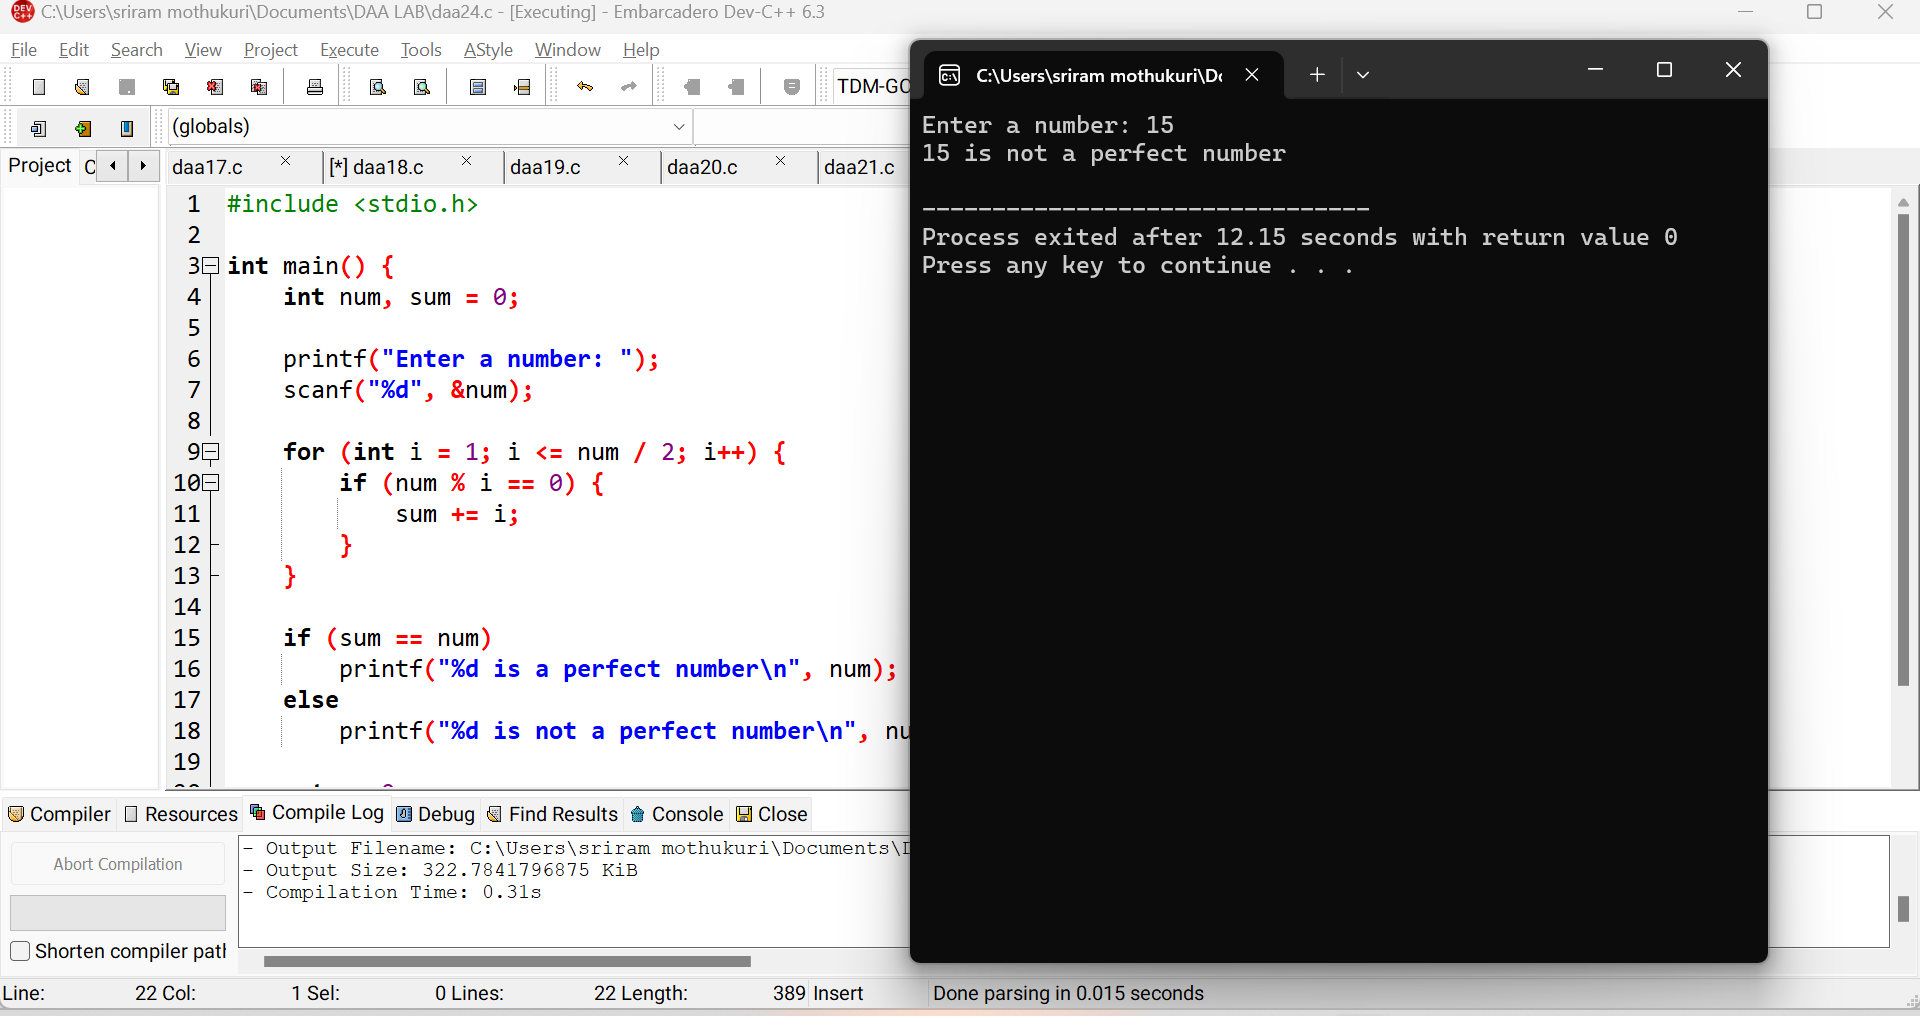 C:\Users\sriram mothukuri\Documents\DAA LAB\daa24.c - [Executing] - Embarcadero Dev-C++ 6.3
File Edit Search View Project Execute Tools AStyle Window Help
TDM-GC
(globals)
Project C
daa17.c [*] daa18.c daa19.c daa20.c daa21.c
1 #include <stdio.h>
2
3 int main() {
4 int num, sum = 0;
5
6 printf("Enter a number: ");
7 scanf("%d", &num);
8
9 for (int i = 1; i <= num / 2; i++) {
10 if (num % i == 0) {
11 sum += i;
12 }
13 }
14
15 if (sum == num)
16 printf("%d is a perfect number\n", num);
17 else
18 printf("%d is not a perfect number\n", nu
19
C:\Users\sriram mothukuri\Do
Enter a number: 15
15 is not a perfect number
--------------------------------
Process exited after 12.15 seconds with return value 0
Press any key to continue . . .
Compiler Resources Compile Log Debug Find Results Console Close
Abort Compilation
Shorten compiler path
- Output Filename: C:\Users\sriram mothukuri\Documents\D
- Output Size: 322.7841796875 KiB
- Compilation Time: 0.31s
Line: 22 Col: 1 Sel: 0 Lines: 22 Length: 389 Insert Done parsing in 0.015 seconds